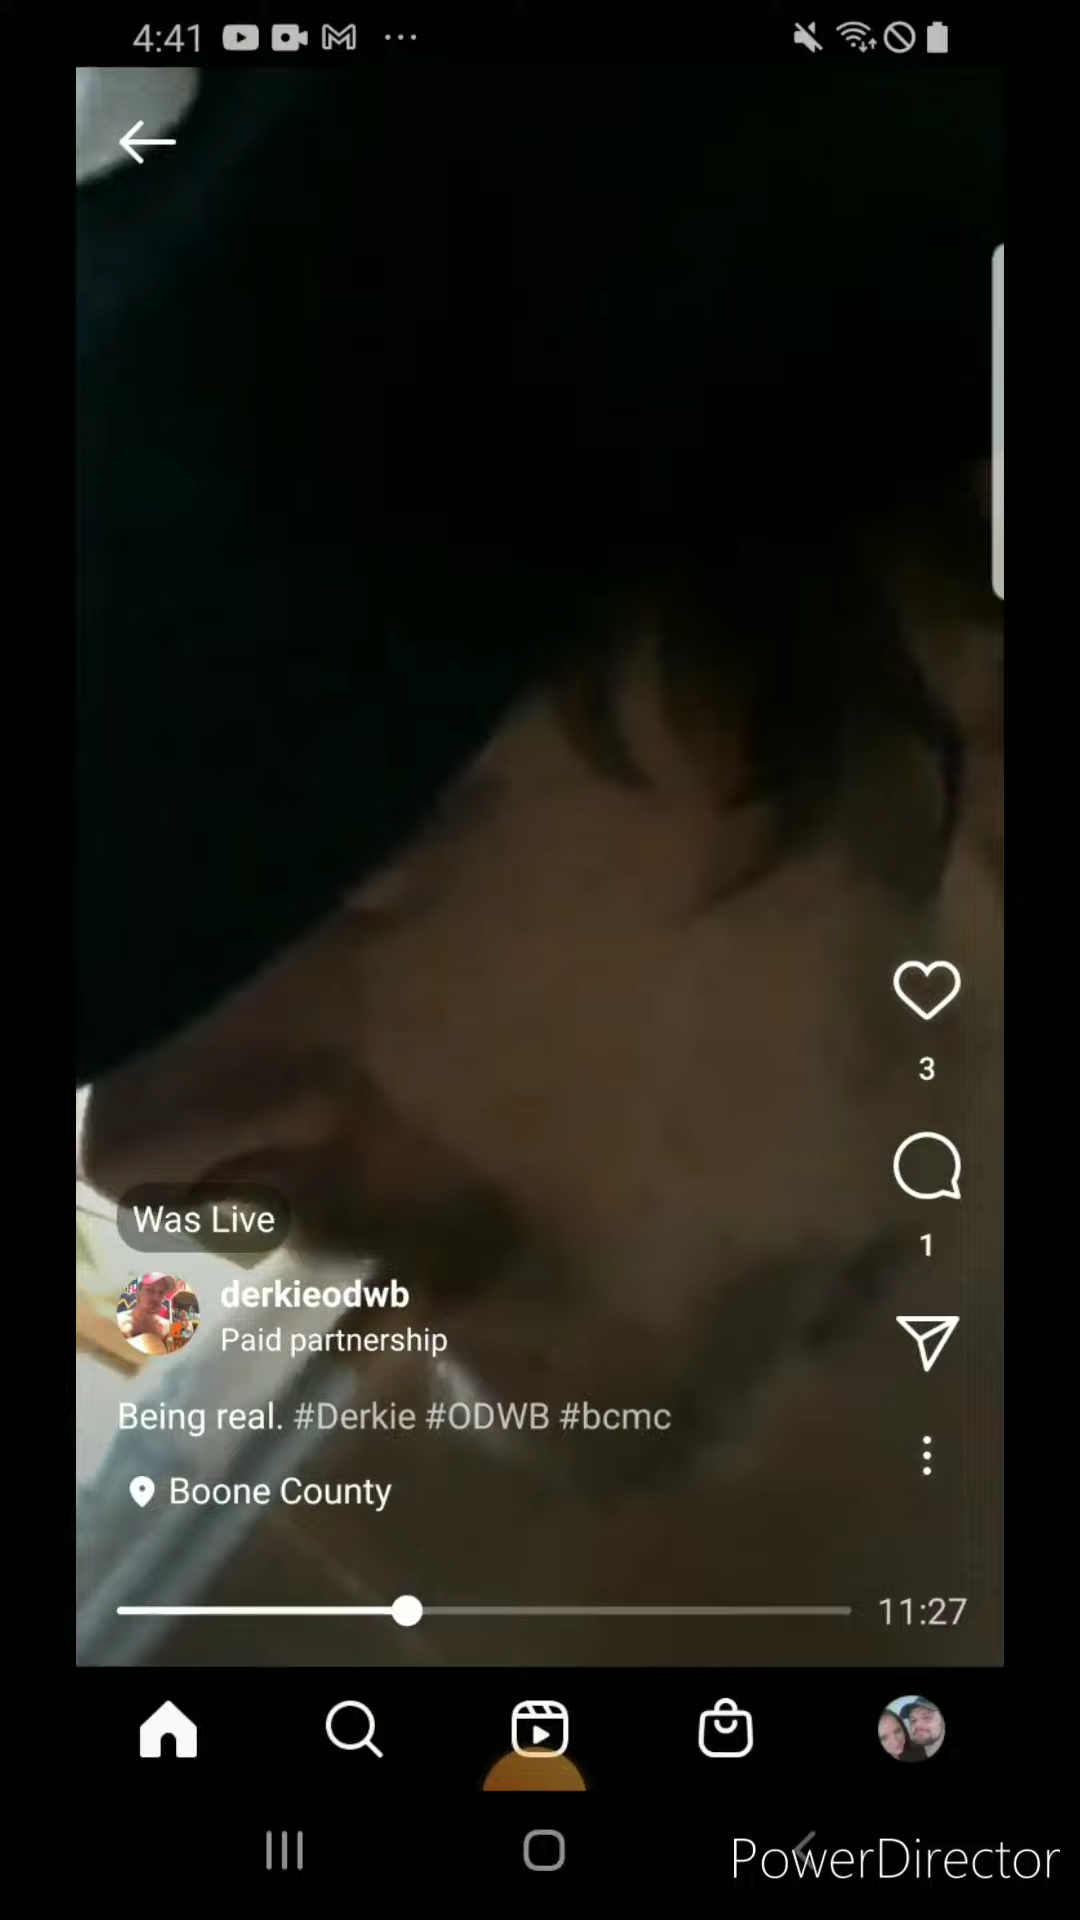 4:41
Was Live
derkieodwb
Paid partnership
Being real. #Derkie #ODWB #bcmc
Boone County
11:27
3
1
PowerDirector